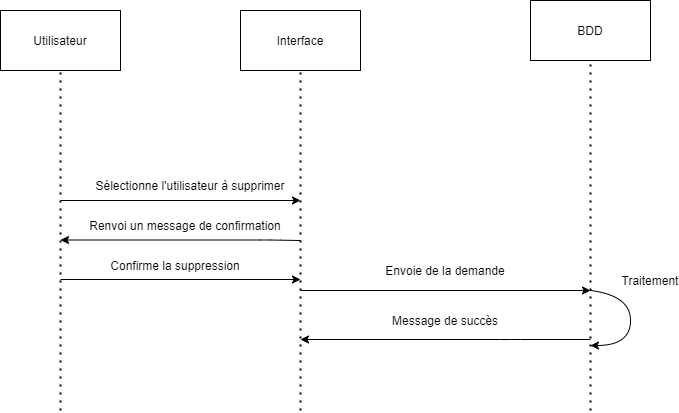 Utilisateur
Interface
BDD
Sélectionne l'utilisateur à supprimer
Renvoi un message de confirmation
Confirme la suppression
Envoie de la demande
Traitement
Message de succès